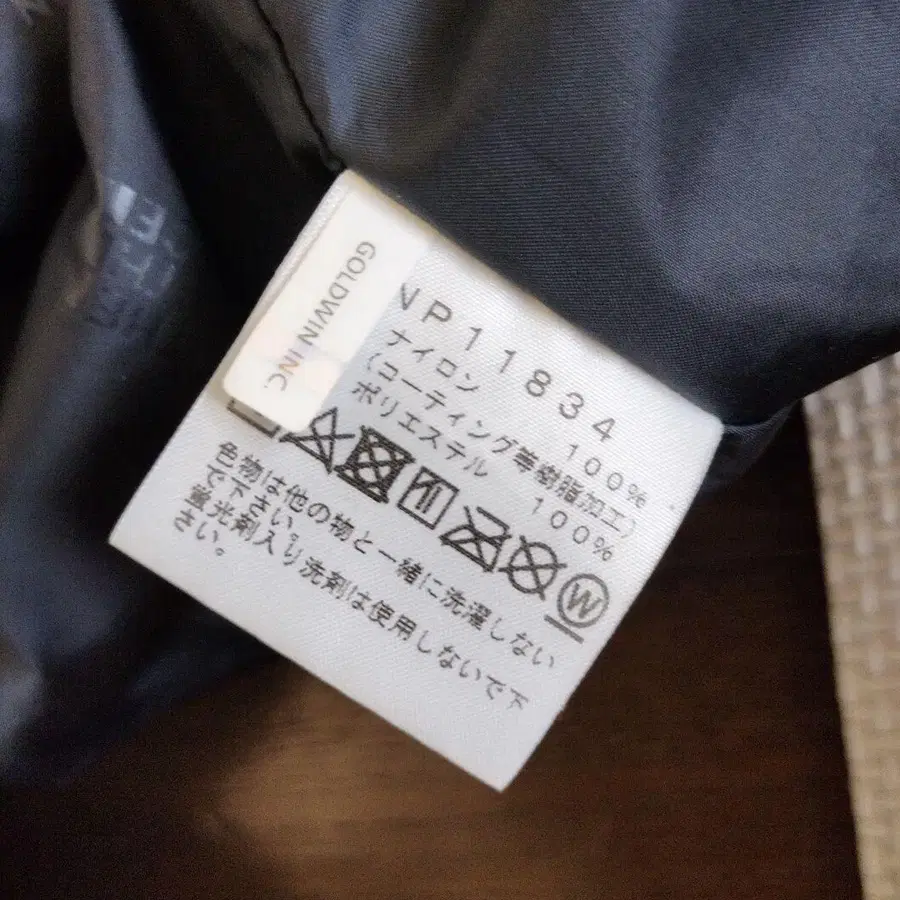 GOLDWIN INC.
NP11834
ナイロン 100%
(コーティング等樹脂加工)
ポリエステル 100%
W
色物は他の物と一緒に洗濯しない
で下さい。
蛍光剤入り洗剤は使用しないで下
さい。